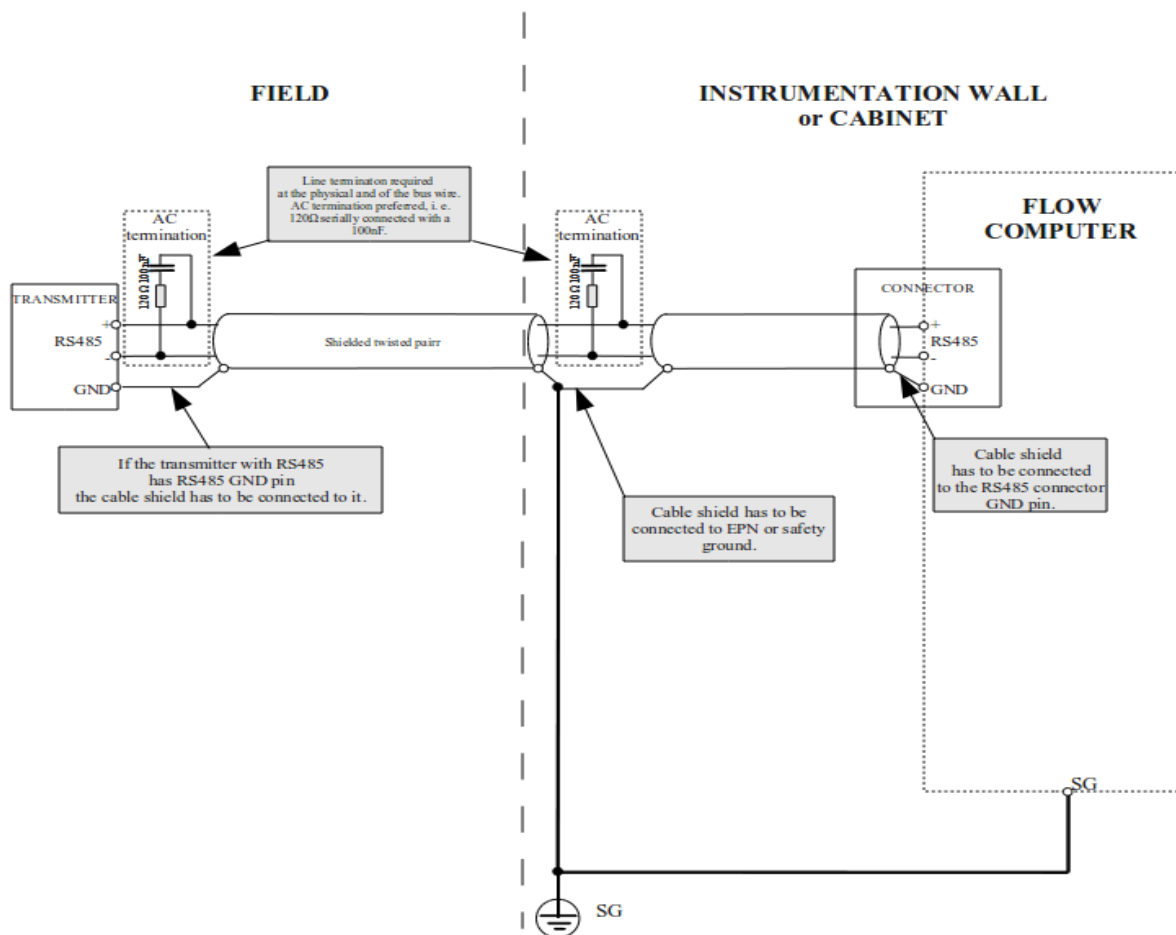 FIELD
INSTRUMENTATION WALL
or CABINET
Line terminaton required
at the physical and of the bus wire.
AC termination preferred, i. e.
120Ω serially connected with a
100nF.
AC
termination
120 Ω 100nF
AC
termination
120 Ω 100nF
FLOW
COMPUTER
TRANSMITTER
+
RS485
-
GND
Shielded twisted pairr
CONNECTOR
+
RS485
-
GND
If the transmitter with RS485
has RS485 GND pin
the cable shield has to be connected to it.
Cable shield has to be
connected to EPN or safety
ground.
Cable shield
has to be connected
to the RS485 connector
GND pin.
SG
SG